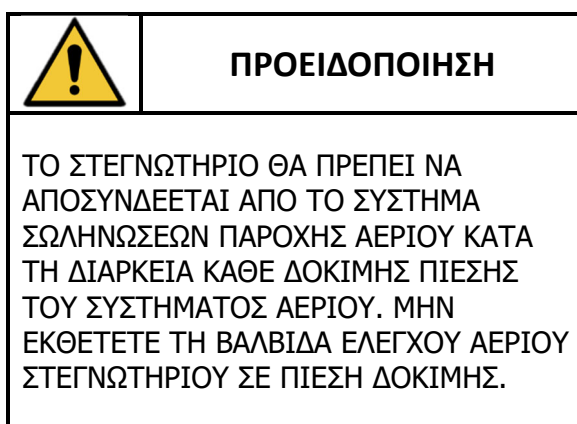 ΠΡΟΕΙΔΟΠΟΙΗΣΗ
ΤΟ ΣΤΕΓΝΩΤΗΡΙΟ ΘΑ ΠΡΕΠΕΙ ΝΑ
ΑΠΟΣΥΝΔΕΕΤΑΙ ΑΠΟ ΤΟ ΣΥΣΤΗΜΑ
ΣΩΛΗΝΩΣΕΩΝ ΠΑΡΟΧΗΣ ΑΕΡΙΟΥ ΚΑΤΑ
ΤΗ ΔΙΑΡΚΕΙΑ ΚΑΘΕ ΔΟΚΙΜΗΣ ΠΙΕΣΗΣ
ΤΟΥ ΣΥΣΤΗΜΑΤΟΣ ΑΕΡΙΟΥ. ΜΗΝ
ΕΚΘΕΤΕΤΕ ΤΗ ΒΑΛΒΙΔΑ ΕΛΕΓΧΟΥ ΑΕΡΙΟΥ
ΣΤΕΓΝΩΤΗΡΙΟΥ ΣΕ ΠΙΕΣΗ ΔΟΚΙΜΗΣ.